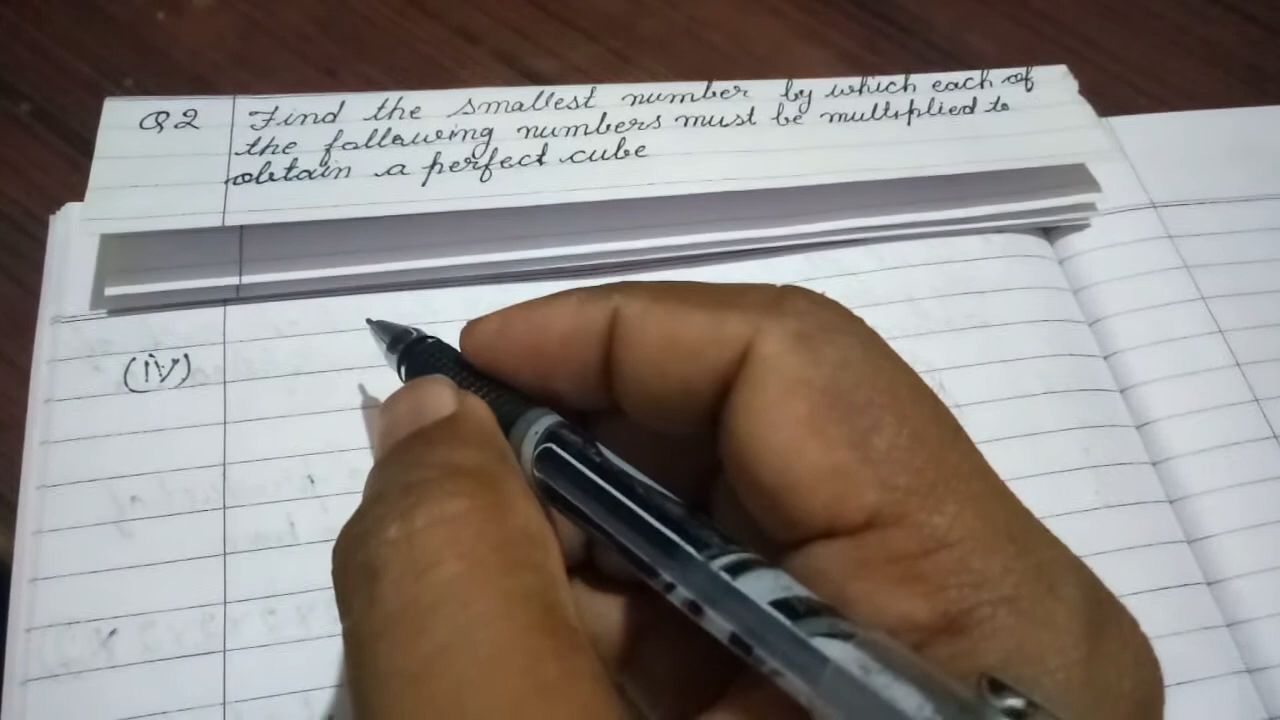 Q2 Find the smallest number by which each of
the following numbers must be multiplied to
obtain a perfect cube
(iv)